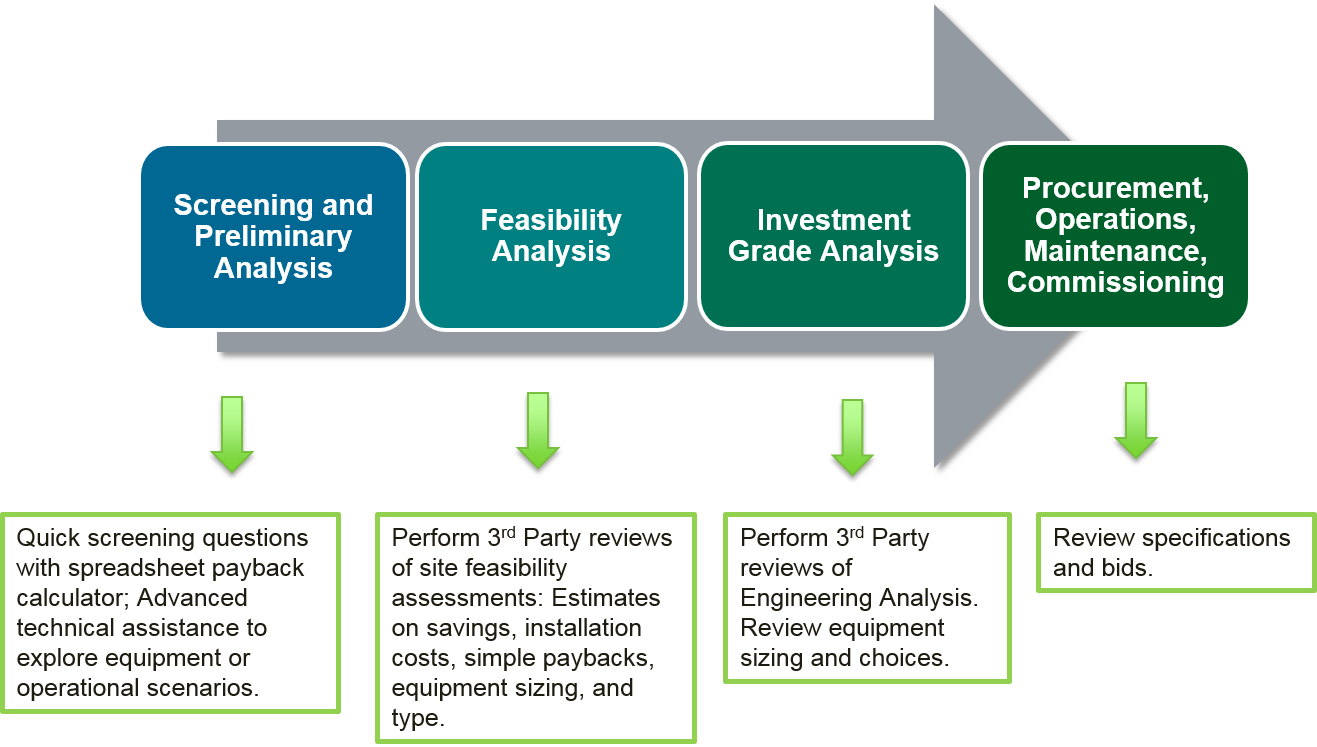 Screening and
Preliminary
Analysis
Feasibility
Analysis
Investment
Grade Analysis
Procurement,
Operations,
Maintenance,
Commissioning
Quick screening questions
with spreadsheet payback
calculator; Advanced
technical assistance to
explore equipment or
operational scenarios.
Perform 3rd Party reviews
of site feasibility
assessments: Estimates
on savings, installation
costs, simple paybacks,
equipment sizing, and
type.
Perform 3rd Party
reviews of
Engineering Analysis.
Review equipment
sizing and choices.
Review specifications
and bids.